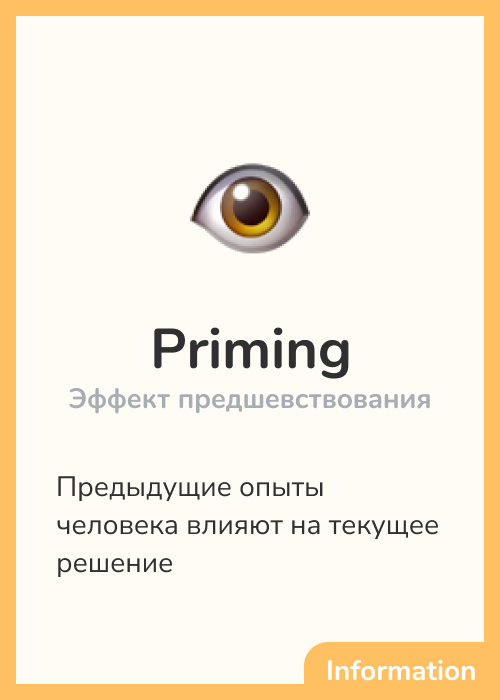 Priming
Эффект предшевствования
Предыдущие опыты
человека влияют на текущее
решение
Information